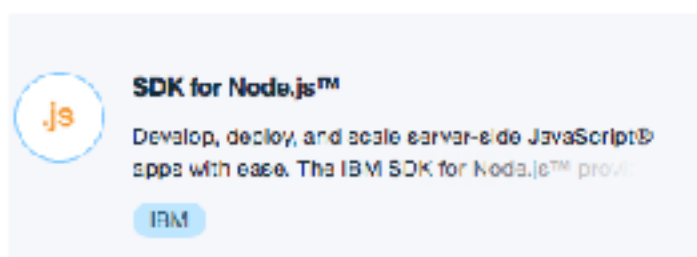 .js
SDK for Node.js™
Develop, deploy, and scale server-side JavaScript®
apps with ease. The IBM SDK for Node.js™ provi
IBM